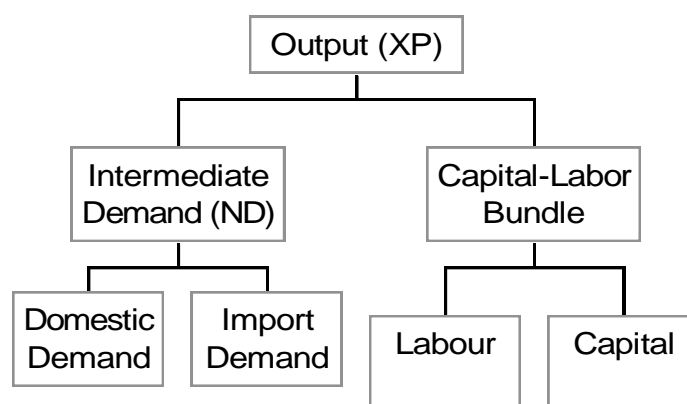 Output (XP)
Intermediate
Demand (ND)
Capital-Labor
Bundle
Domestic
Demand
Import
Demand
Labour
Capital